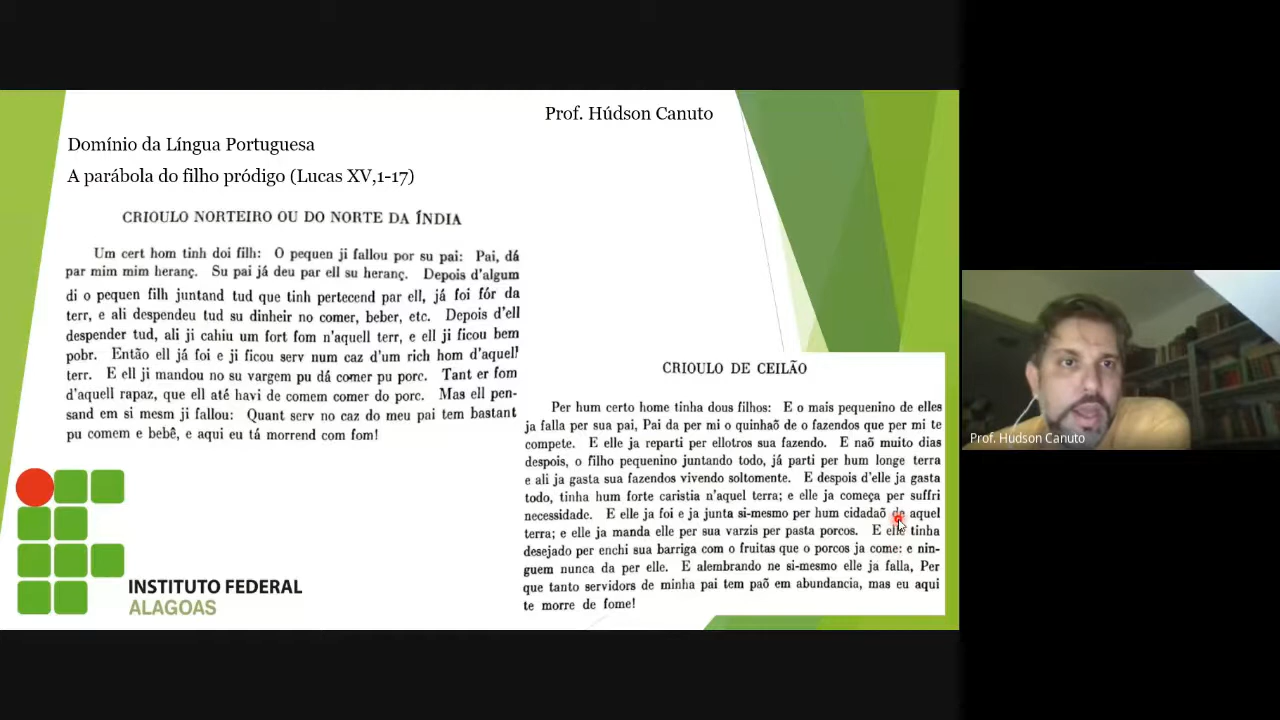 Prof. Húdson Canuto
Domínio da Língua Portuguesa
A parábola do filho pródigo (Lucas XV,1-17)
CRIOULO NORTEIRO OU DO NORTE DA ÍNDIA
Um cert hom tinh doi filh: O pequen ji fallou por su pai: Pai, dá
par mim mim heranç. Su pai já deu par ell su heranç. Depois d'algum
di o pequen filh juntand tud que tinh pertecend par ell, já foi fór da
terr, e ali despendeu tud su dinheir no comer, beber, etc. Depois d'ell
despender tud, ali ji cahiu um fort fom n'aquell terr, e ell ji ficou bem
pobr. Então ell já foi e ji ficou serv num caz d'um rich hom d'aquell
terr. E ell ji mandou no su vargem pu dá comer pu porc. Tant er fom
d'aquell rapaz, que ell até havi de comem comer do porc. Mas ell pen-
sand em si mesm ji fallou: Quant serv no caz do meu pai tem bastant
pu comem e bebê, e aqui eu tá morrend com fom!
CRIOULO DE CEILÃO
Per hum certo home tinha dous filhos: E o mais pequenino de elles
ja falla per sua pai, Pai da per mi o quinhaõ de o fazendos que per mi te
compete. E elle ja reparti per ellotros sua fazendo. E naõ muito dias
despois, o filho pequenino juntando todo, já parti per hum longe terra
e ali ja gasta sua fazendos vivendo soltomente. E despois d'elle ja gasta
todo, tinha hum forte caristia n'aquel terra; e elle ja começa per suffri
necessidade. E elle ja foi e ja junta si-mesmo per hum cidadaõ de aquel
terra; e elle ja manda elle per sua varzis per pasta porcos. E elle tinha
desejado per enchi sua barriga com o fruitas que o porcos ja come: e nin-
guem nunca da per elle. E alembrando ne si-mesmo elle ja falla, Per
que tanto servidors de minha pai tem paõ em abundancia, mas eu aqui
te morre de fome!
INSTITUTO FEDERAL
ALAGOAS
Prof. Hudson Canuto